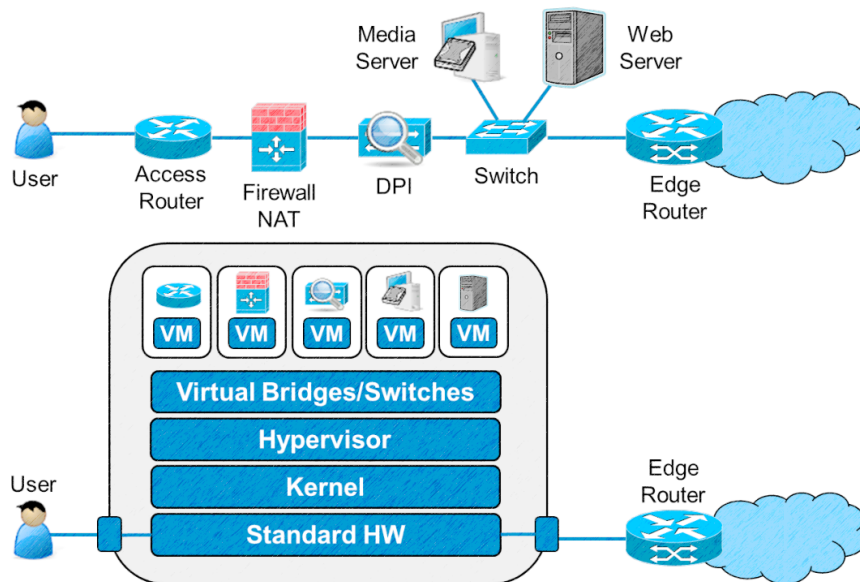 Media
Server
Web
Server
User
Access
Router
Firewall
NAT
DPI
Switch
Edge
Router
VM
VM
VM
VM
VM
Virtual Bridges/Switches
Hypervisor
Kernel
Standard HW
User
Edge
Router